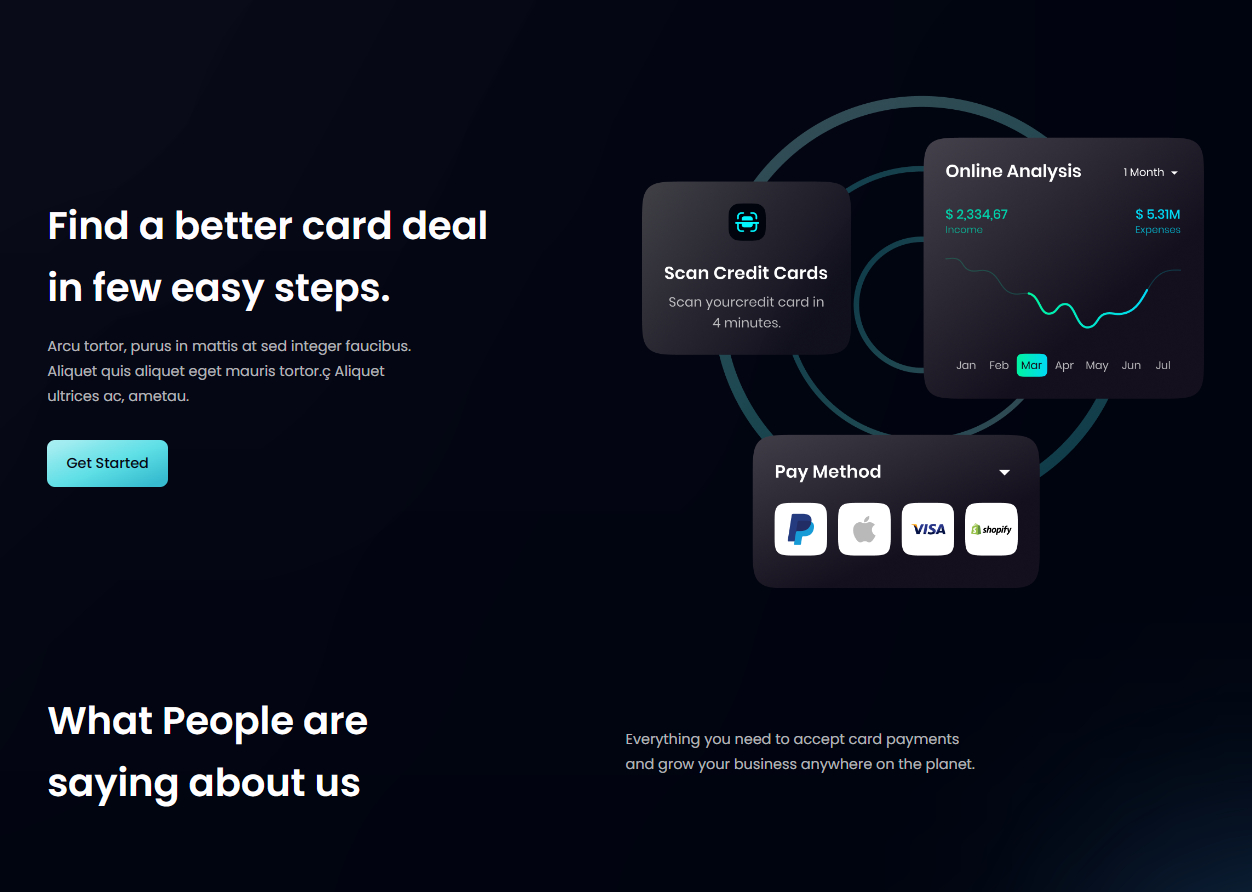 Find a better card deal
in few easy steps.
Arcu tortor, purus in mattis at sed integer faucibus.
Aliquet quis aliquet eget mauris tortor.ç Aliquet
ultrices ac, ametau.
Get Started
Scan Credit Cards
Scan yourcredit card in
4 minutes.
Online Analysis
1 Month
$ 2,334,67
$ 5.31M
Income
Expenses
Jan Feb Mar Apr May Jun Jul
Pay Method
VISA
shopify
What People are
saying about us
Everything you need to accept card payments
and grow your business anywhere on the planet.